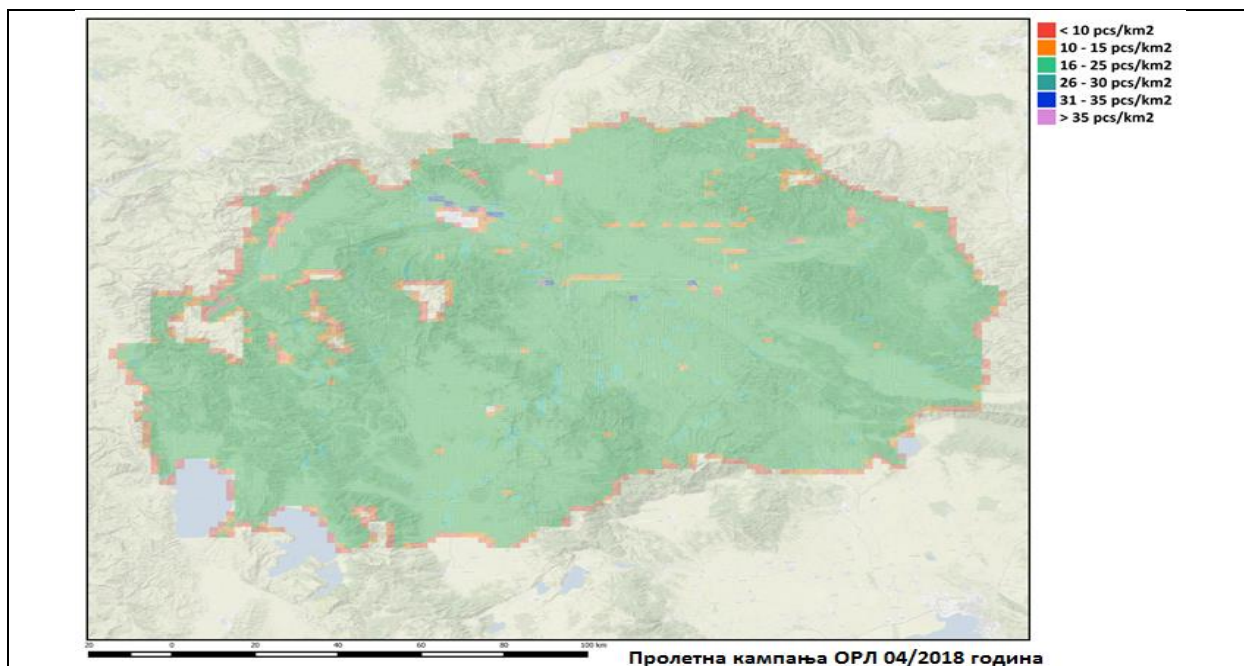 < 10 pcs/km2
10 - 15 pcs/km2
16 - 25 pcs/km2
26 - 30 pcs/km2
31 - 35 pcs/km2
> 35 pcs/km2
20 0 20 40 60 80 100 km
Пролетна кампања ОРЛ 04/2018 година